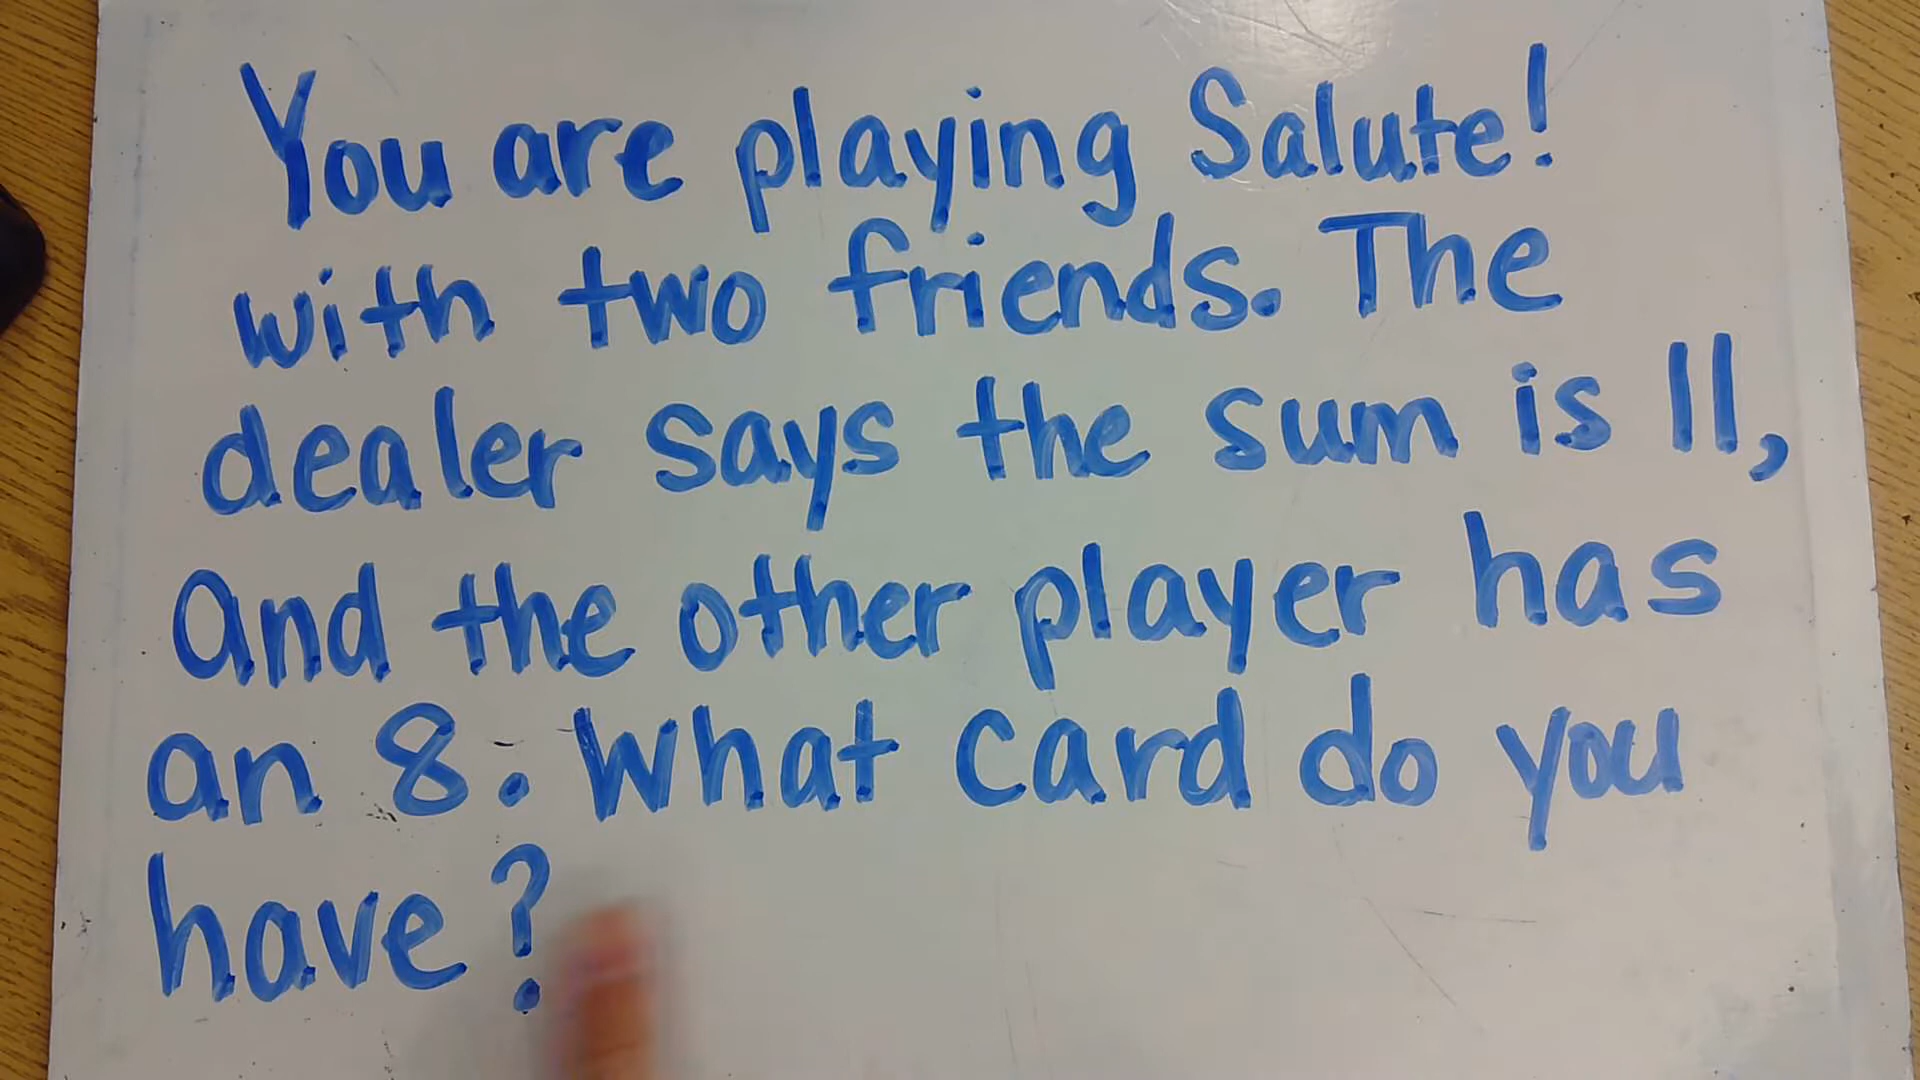 You are playing Salute!
with two friends. The
dealer says the sum is 11,
and the other player has
an 8. What card do you
have?